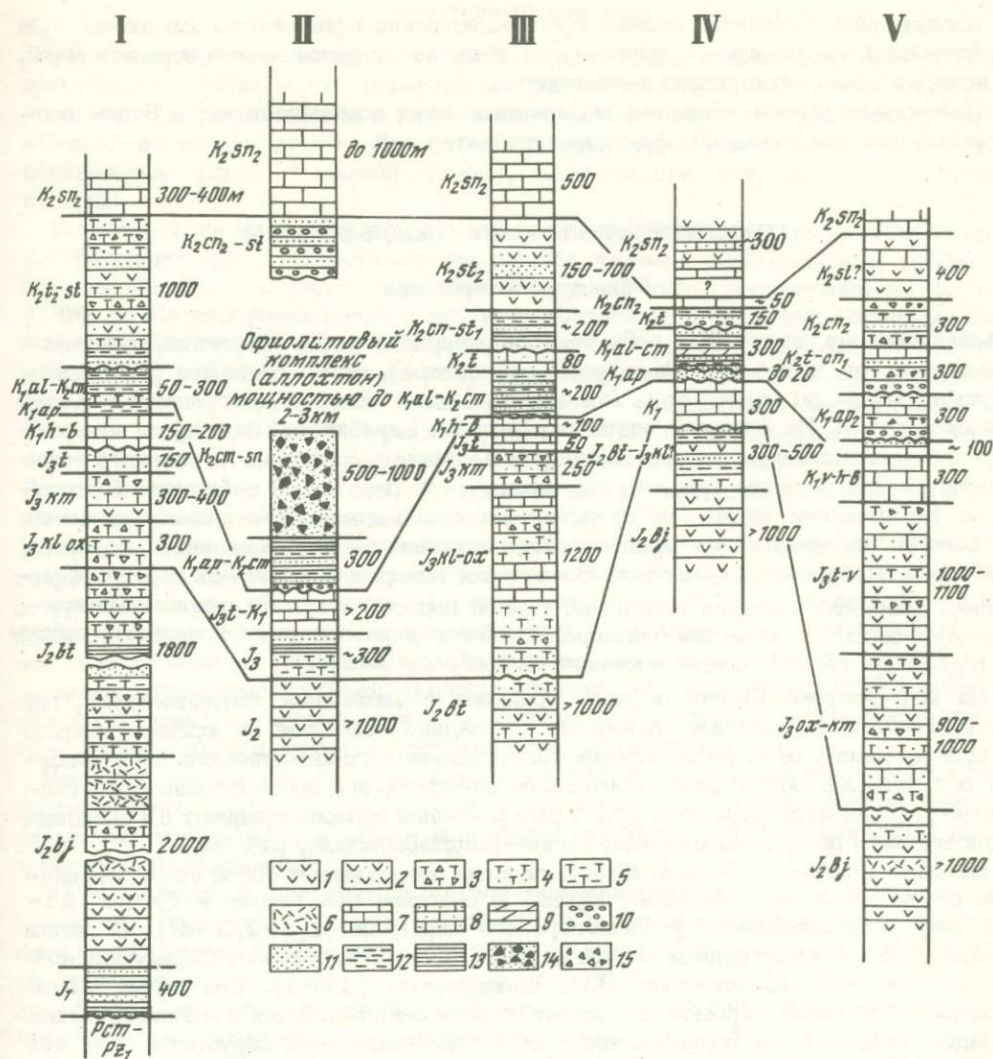 I II III IV V
K₂sn₂ 300-400м
K₂t₂-st 1000
K₁al-K₂cm 50-300
K₁ap
K₁h-b 150-200
J₃t 150
J₃km 300-400
J₃kl-ox 300
J₂bt 1800
J₂bj 2000
J₁ 400
Pcm-
PZ₁
K₂sn₂ до 1000м
K₂cn₂-st
Офиолитовый
комплекс
(аллохтон)
мощностью до
2-3км
K₂cm-sn 500-1000
K₁ap-K₂cm 300
J₃t-K₁ >200
J₃ ~300
J₂ >1000
K₂sn₂ 500
K₂st₂ 150-700
K₂cn-st₁ ~200
K₂t 80
K₁al-K₂cm ~200
K₁h-b 100
J₃t 50
J₃km 250
J₃kl-ox 1200
J₂bt >1000
K₂sn₂ 300
?
K₂cn₂ ~50
K₂t 150
K₁al-cm 300
K₁ap до 20
K₁ 300
J₂bt-J₃kl 300-500
J₂bj >1000
K₂sn₂
K₂st? 400
K₂cn₂ 300
K₂t-cn₁ 300
K₁ap₂ 300
~100
K₁v-h-b 300
J₃t-v 1000-
1100
J₃ox-km 900-
1000
J₂bj >1000
1 2 3 4 5
6 7 8 9 10
11 12 13 14 15